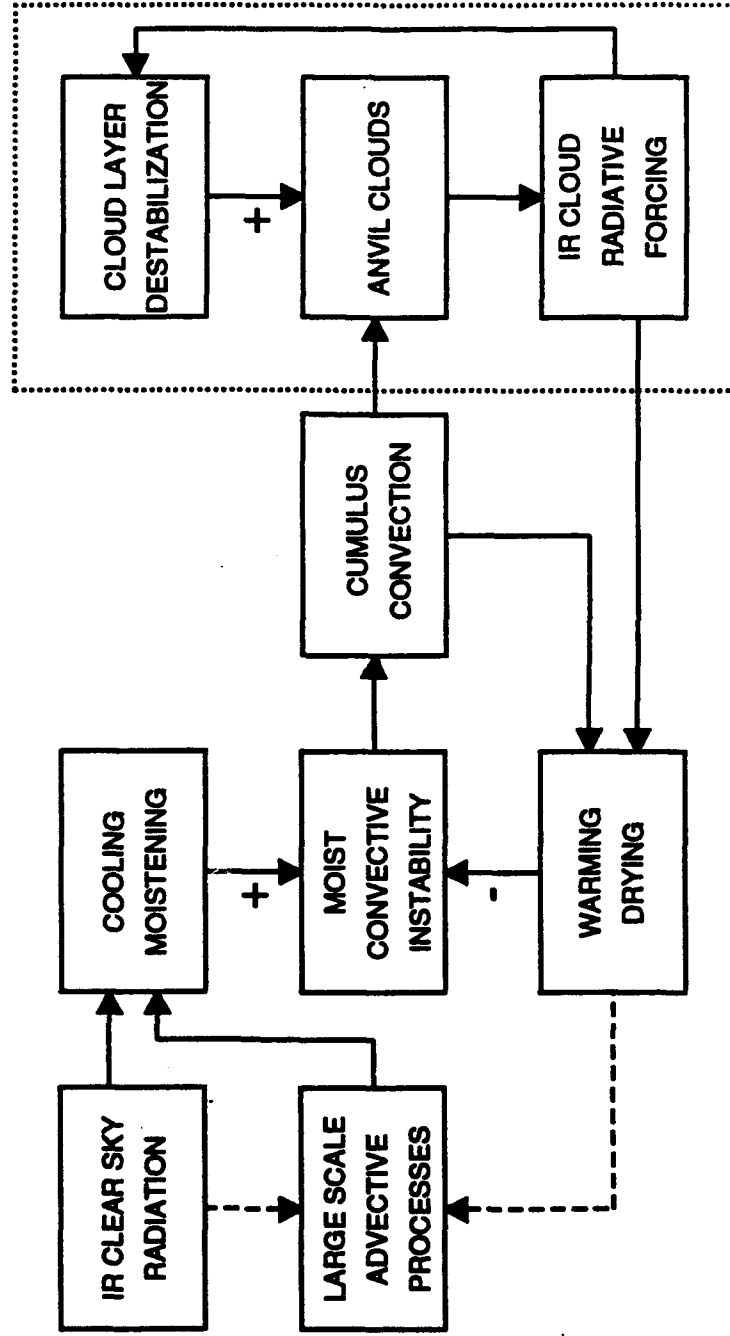 IR CLEAR SKY
RADIATION
COOLING
MOISTENING
CLOUD LAYER
DESTABILIZATION
+
+
LARGE SCALE
ADVECTIVE
PROCESSES
MOIST
CONVECTIVE
INSTABILITY
CUMULUS
CONVECTION
ANVIL CLOUDS
-
WARMING
DRYING
IR CLOUD
RADIATIVE
FORCING